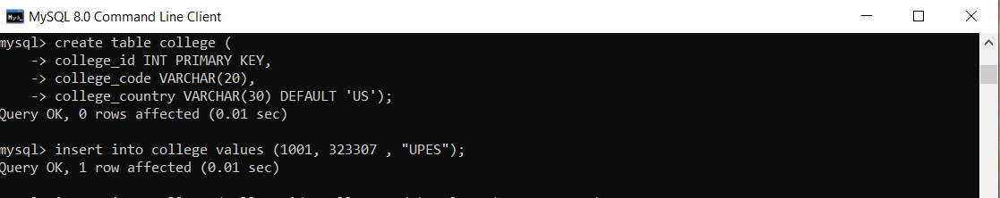 MySQL 8.0 Command Line Client
mysql> create table college (
    -> college_id INT PRIMARY KEY,
    -> college_code VARCHAR(20),
    -> college_country VARCHAR(30) DEFAULT 'US');
Query OK, 0 rows affected (0.01 sec)
mysql> insert into college values (1001, 323307 , "UPES");
Query OK, 1 row affected (0.01 sec)